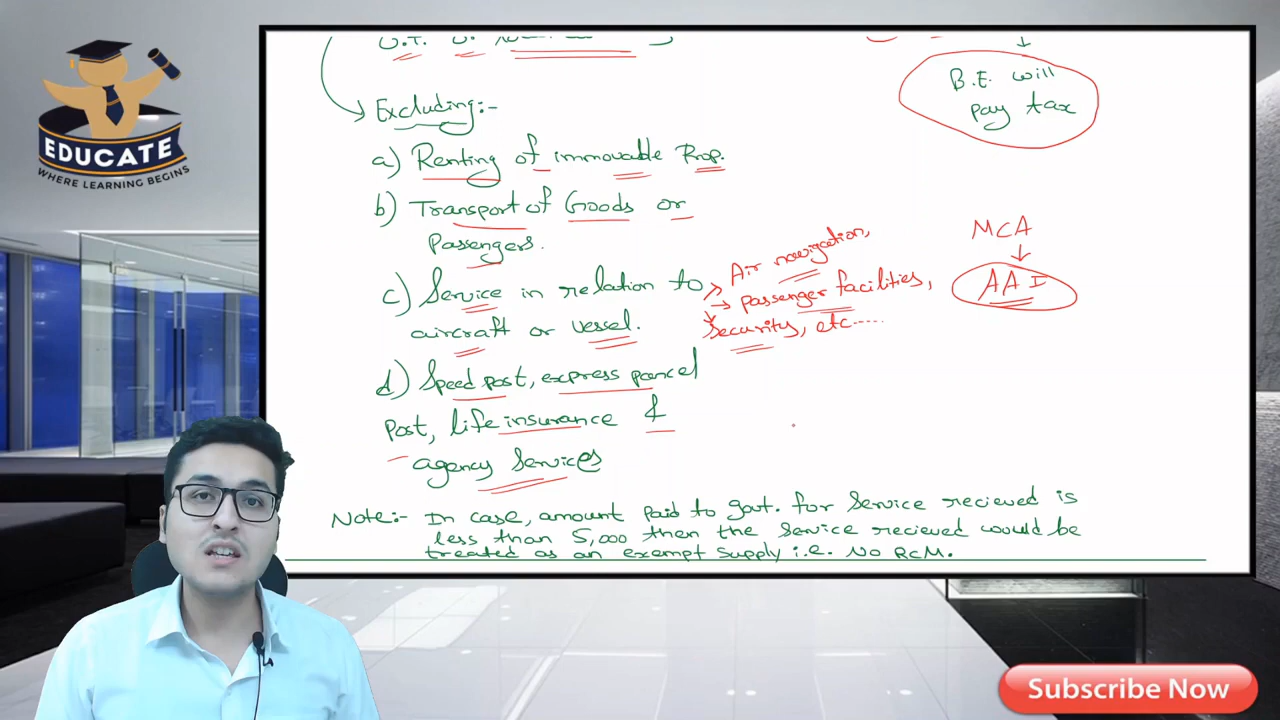 EDUCATE
WHERE LEARNING BEGINS
U.T.
B.E. will
pay tax
Excluding:-
a) Renting of immovable Prop.
b) Transport of Goods or
Passengers.
c) Service in relation to
aircraft or vessel.
Air navigation,
passenger facilities,
Security, etc.....
MCA
AAI
d) Speed post, express parcel
Post, life insurance &
agency Services
Note:- In case, amount paid to govt. for Service recieved is
less than 5,000 then the Service recieved would be
treated as an exempt supply i.e. No RCM.
Subscribe Now